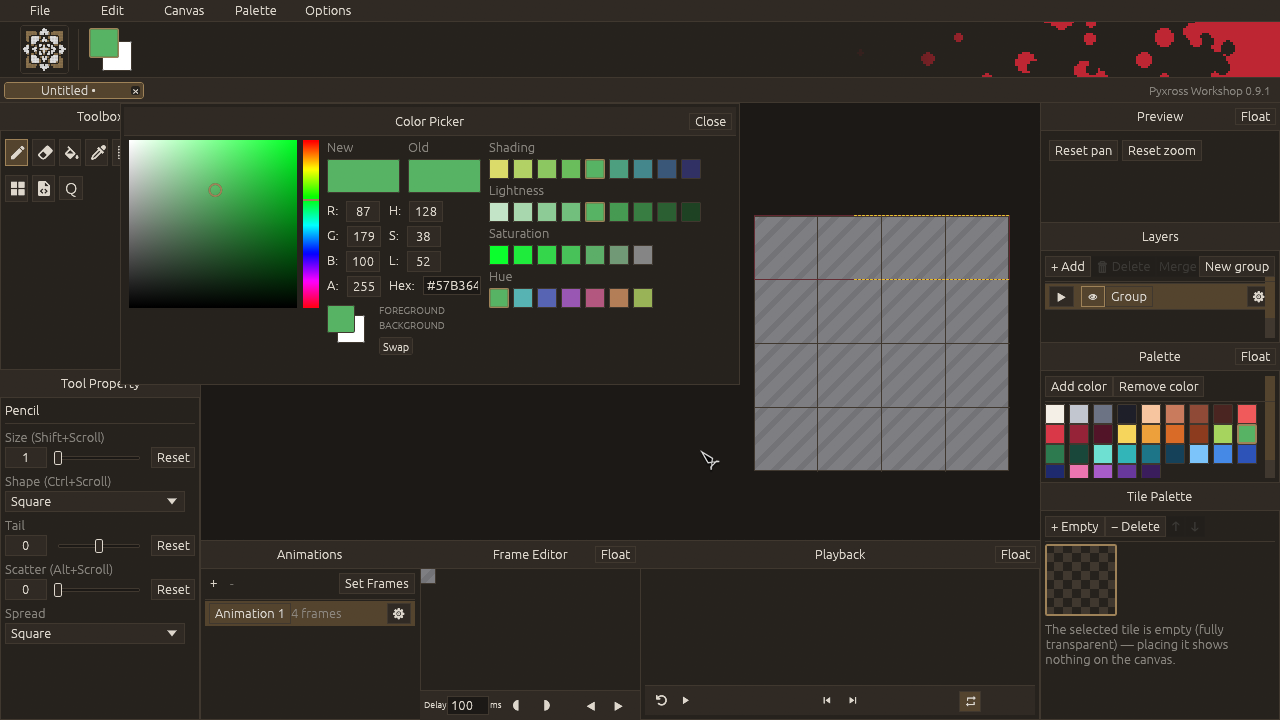 File Edit Canvas Palette Options
Untitled •
Pyxross Workshop 0.9.1
Toolbox
Color Picker
Close
Preview
Float
New Old Shading
Reset pan Reset zoom
Lightness
R: 87 H: 128
G: 179 S: 38
Saturation
B: 100 L: 52
Hue
A: 255 Hex: #57B364
FOREGROUND
BACKGROUND
Swap
Layers
+ Add Delete Merge New group
Group
Palette Float
Add color Remove color
Tool Property
Pencil
Size (Shift+Scroll)
1 Reset
Shape (Ctrl+Scroll)
Square
Tail
0 Reset
Scatter (Alt+Scroll)
0 Reset
Spread
Square
Animations
+ - Set Frames
Animation 1 4 frames
Frame Editor Float
Delay 100 ms
Playback Float
Tile Palette
+ Empty – Delete ↑ ↓
The selected tile is empty (fully
transparent) — placing it shows
nothing on the canvas.